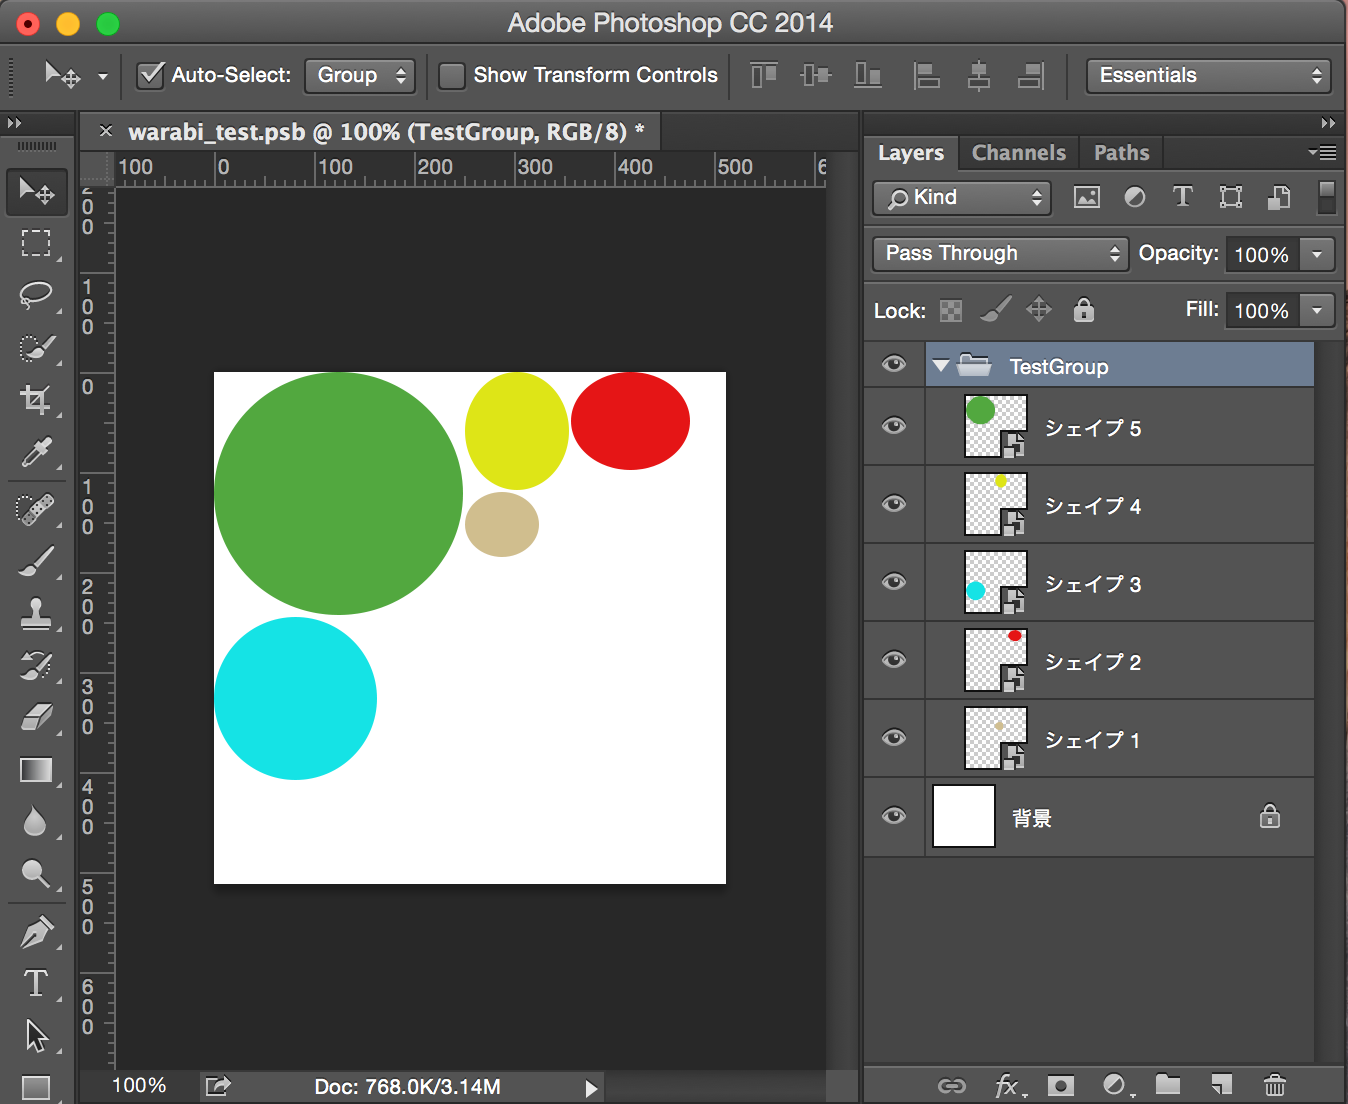 Adobe Photoshop CC 2014
Auto-Select: Group Show Transform Controls Essentials
× warabi_test.psb @ 100% (TestGroup, RGB/8) *
100 0 100 200 300 400 500 6
200
100
0
100
200
300
400
500
600
Layers Channels Paths
Kind T
Pass Through Opacity: 100%
Lock: Fill: 100%
TestGroup
シェイプ 5
シェイプ 4
シェイプ 3
シェイプ 2
シェイプ 1
背景
T
100% Doc: 768.0K/3.14M
fx